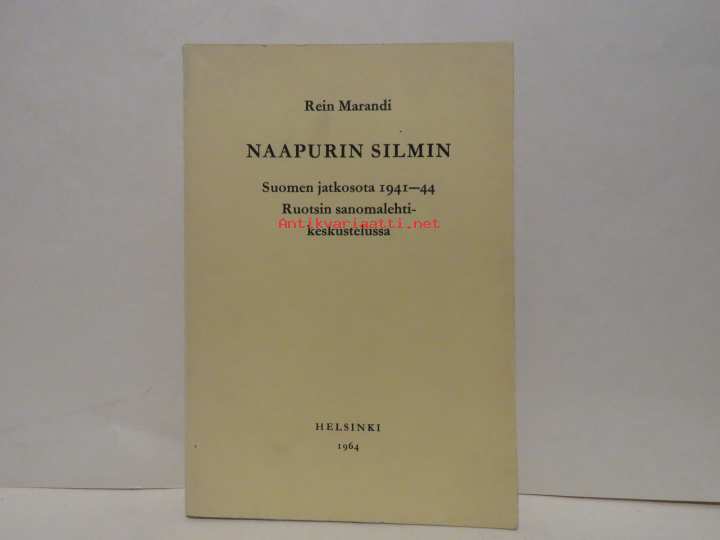 Rein Marandi
NAAPURIN SILMIN
Suomen jatkosota 1941—44
Ruotsin sanomalehti-
Antikvariaatti.net
keskustelussa
HELSINKI
1964